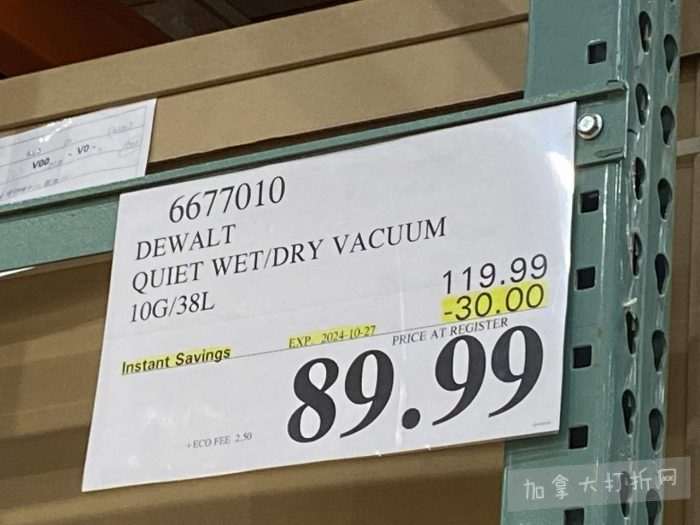 6677010
DEWALT
QUIET WET/DRY VACUUM
10G/38L
119.99
-30.00
Instant Savings
EXP. 2024-10-27
PRICE AT REGISTER
89.99
+ECO FEE 2.50
加拿大打折网